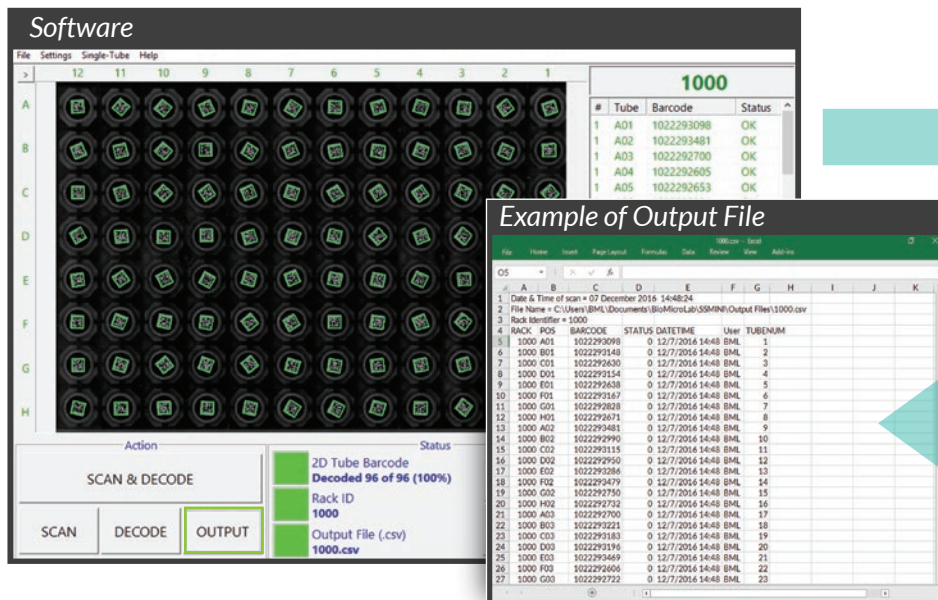 Software
File Settings Single-Tube Help
> 12 11 10 9 8 7 6 5 4 3 2 1
1000
# Tube Barcode Status
A
1 A01 1022293098 OK
1 A02 1022293481 OK
B
1 A03 1022292700 OK
1 A04 1022292605 OK
C
1 A05 1022292653 OK
D
E
F
G
H
Action
SCAN & DECODE
SCAN DECODE OUTPUT
Status
2D Tube Barcode
Decoded 96 of 96 (100%)
Rack ID
1000
Output File (.csv)
1000.csv
Example of Output File
1000.csv - Excel
File Home Insert Page Layout Formulas Data Review View Add-ins
O5 fx
A B C D E F G H I J K
1 Date & Time of scan = 07 December 2016 14:48:24
2 File Name = C:\Users\BML\Documents\BioMicroLab\SSMINI\Output Files\1000.csv
3 Rack Identifier = 1000
4 RACK POS BARCODE STATUS DATETIME User TUBENUM
5 1000 A01 1022293098 0 12/7/2016 14:48 BML 1
6 1000 B01 1022293148 0 12/7/2016 14:48 BML 2
7 1000 C01 1022292630 0 12/7/2016 14:48 BML 3
8 1000 D01 1022293154 0 12/7/2016 14:48 BML 4
9 1000 E01 1022292638 0 12/7/2016 14:48 BML 5
10 1000 F01 1022293167 0 12/7/2016 14:48 BML 6
11 1000 G01 1022292828 0 12/7/2016 14:48 BML 7
12 1000 H01 1022292671 0 12/7/2016 14:48 BML 8
13 1000 A02 1022293481 0 12/7/2016 14:48 BML 9
14 1000 B02 1022292990 0 12/7/2016 14:48 BML 10
15 1000 C02 1022293115 0 12/7/2016 14:48 BML 11
16 1000 D02 1022292950 0 12/7/2016 14:48 BML 12
17 1000 E02 1022293286 0 12/7/2016 14:48 BML 13
18 1000 F02 1022293479 0 12/7/2016 14:48 BML 14
19 1000 G02 1022292750 0 12/7/2016 14:48 BML 15
20 1000 H02 1022292732 0 12/7/2016 14:48 BML 16
21 1000 A03 1022292700 0 12/7/2016 14:48 BML 17
22 1000 B03 1022293221 0 12/7/2016 14:48 BML 18
23 1000 C03 1022293183 0 12/7/2016 14:48 BML 19
24 1000 D03 1022293196 0 12/7/2016 14:48 BML 20
25 1000 E03 1022293469 0 12/7/2016 14:48 BML 21
26 1000 F03 1022292606 0 12/7/2016 14:48 BML 22
27 1000 G03 1022292722 0 12/7/2016 14:48 BML 23